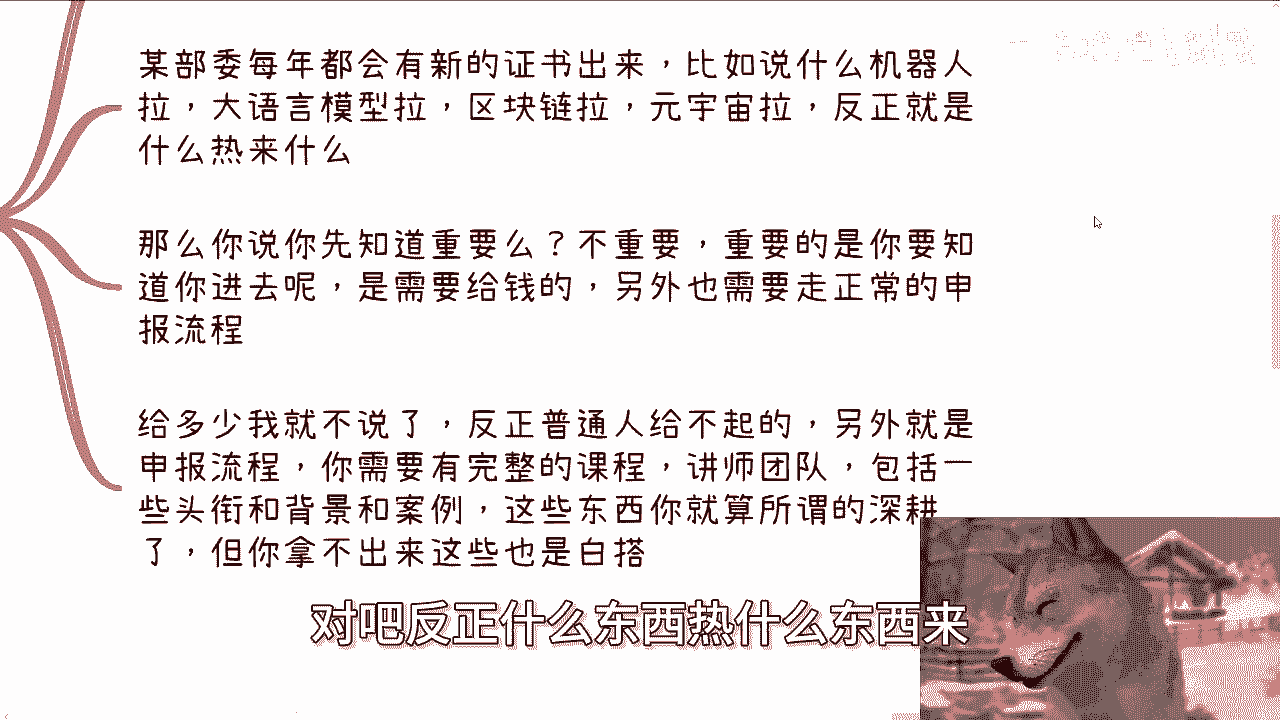 某部委每年都会有新的证书出来，比如说什么机器人
拉，大语言模型拉，区块链拉，元宇宙拉，反正就是
什么热来什么
那么你说你先知道重要么？不重要，重要的是你要知
道你进去呢，是需要给钱的，另外也需要走正常的申
报流程
给多少我就不说了，反正普通人给不起的，另外就是
申报流程，你需要有完整的课程，讲师团队，包括一
些头衔和背景和案例，这些东西你就算所谓的深耕
了，但你拿不出来这些也是白搭
对吧反正什么东西热什么东西来